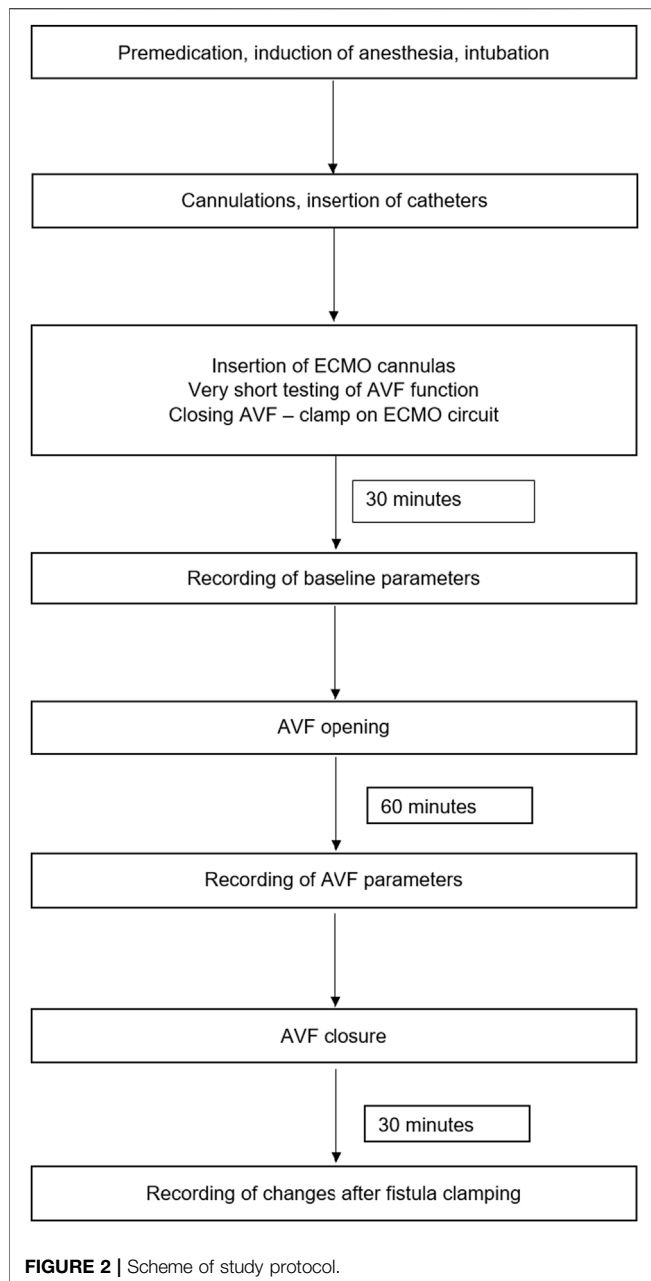 Premedication, induction of anesthesia, intubation
Cannulations, insertion of catheters
Insertion of ECMO cannulas
Very short testing of AVF function
Closing AVF – clamp on ECMO circuit
30 minutes
Recording of baseline parameters
AVF opening
60 minutes
Recording of AVF parameters
AVF closure
30 minutes
Recording of changes after fistula clamping
FIGURE 2 | Scheme of study protocol.